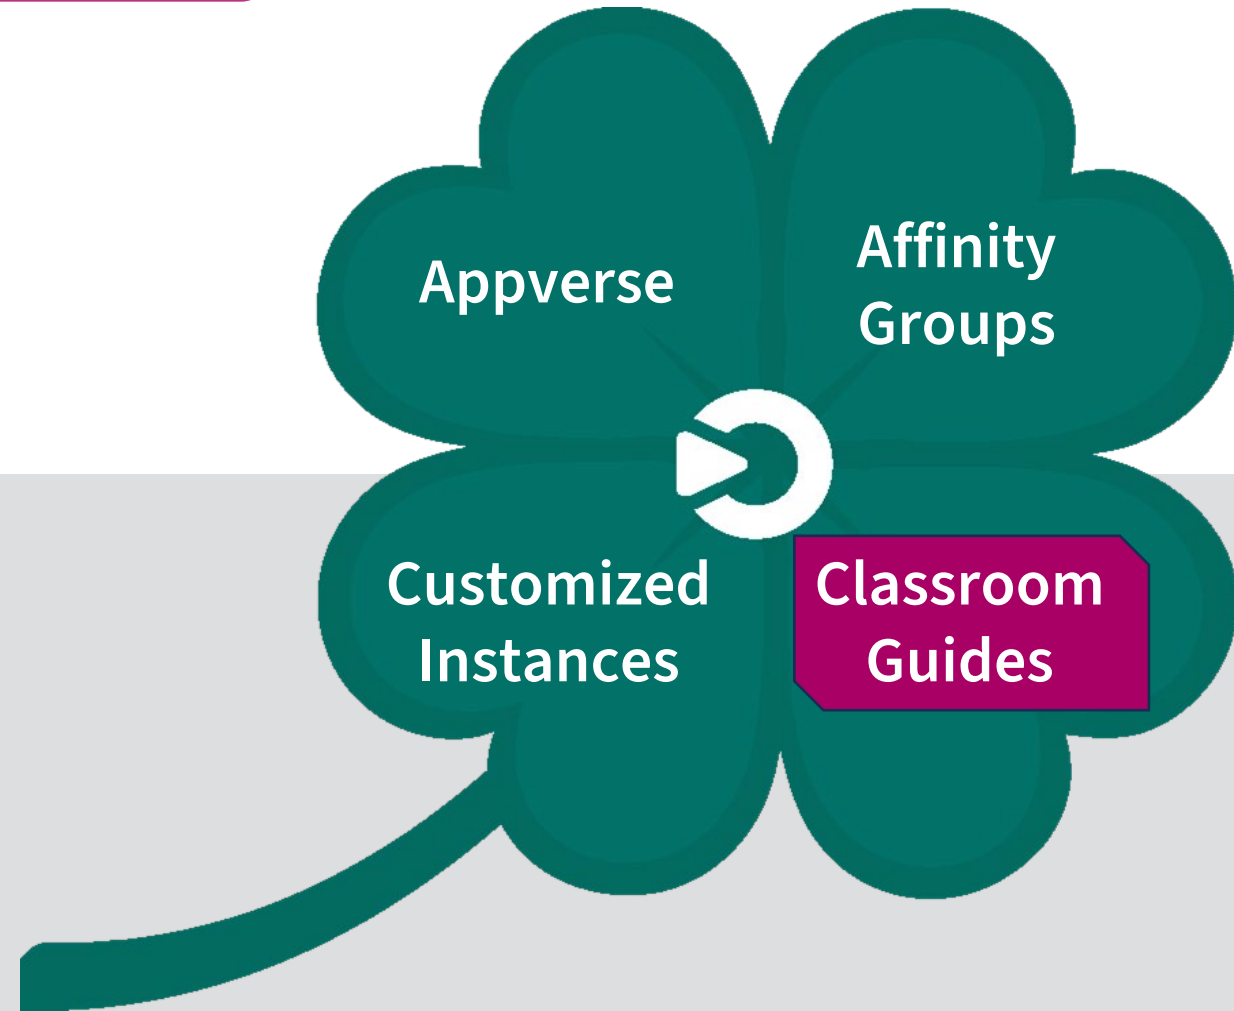 Appverse
Affinity
Groups
Customized
Instances
Classroom
Guides